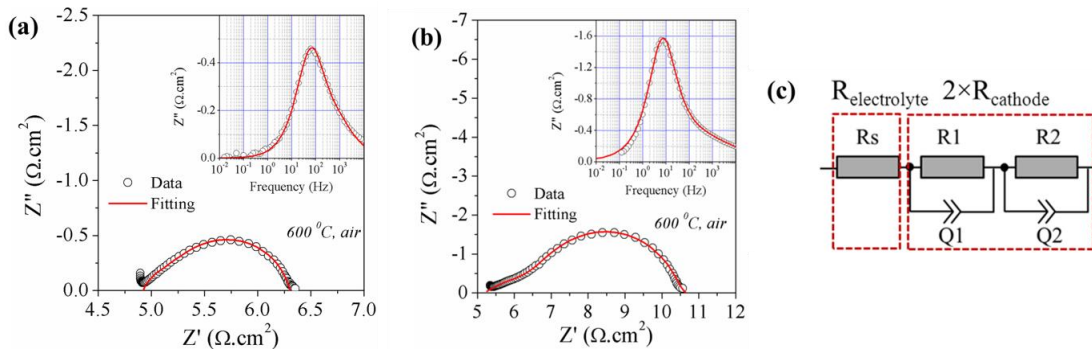 (a)
-2.5
-2.0
-1.5
-1.0
-0.5
0.0
Z'' (Ω.cm²)
4.5 5.0 5.5 6.0 6.5 7.0
Z' (Ω.cm²)
Data
Fitting
600 ⁰C, air
-0.4
-0.2
0.0
Z'' (Ω.cm²)
10⁻² 10⁻¹ 10⁰ 10¹ 10² 10³
Frequency (Hz)
(b)
-7
-6
-5
-4
-3
-2
-1
0
Z'' (Ω.cm²)
4 5 6 7 8 9 10 11 12
Z' (Ω.cm²)
Data
Fitting
600 ⁰C, air
-1.6
-1.2
-0.8
-0.4
0.0
Z'' (Ω.cm²)
10⁻² 10⁻¹ 10⁰ 10¹ 10² 10³
Frequency (Hz)
(c)
Relectrolyte 2×Rcathode
Rs R1 R2
Q1 Q2